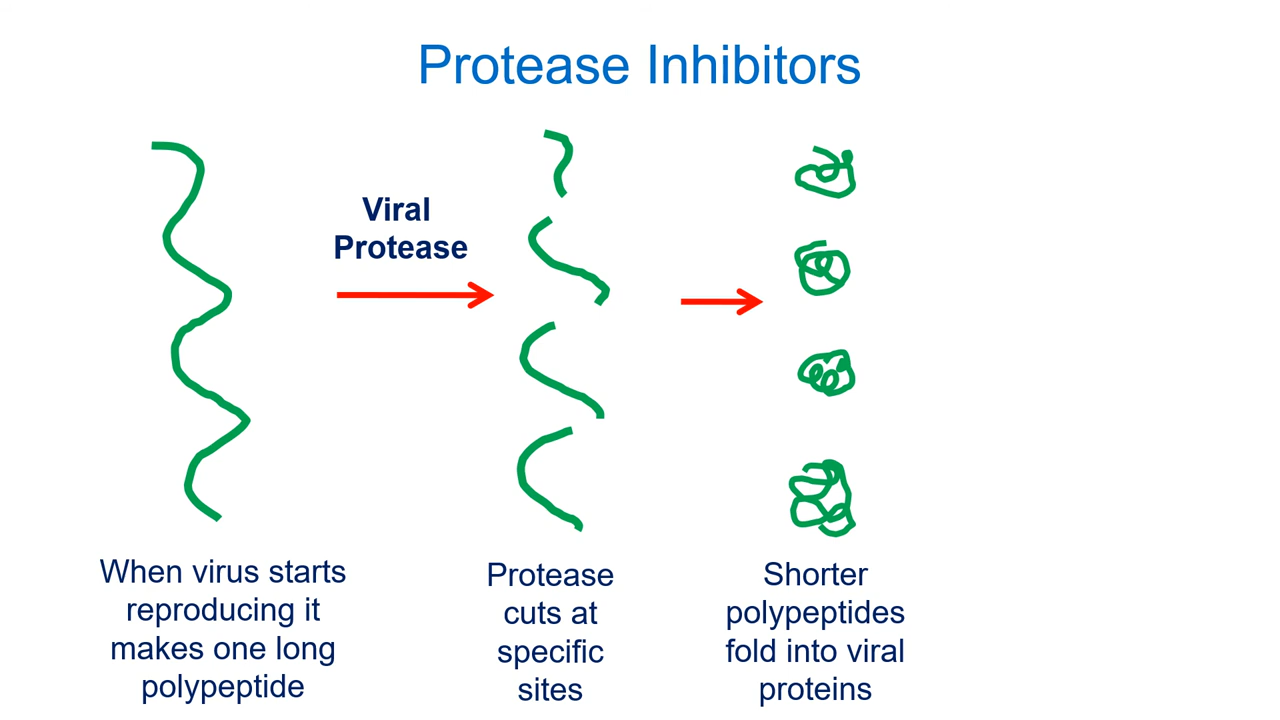 Protease Inhibitors
Viral
Protease
When virus starts
reproducing it
makes one long
polypeptide
Protease
cuts at
specific
sites
Shorter
polypeptides
fold into viral
proteins